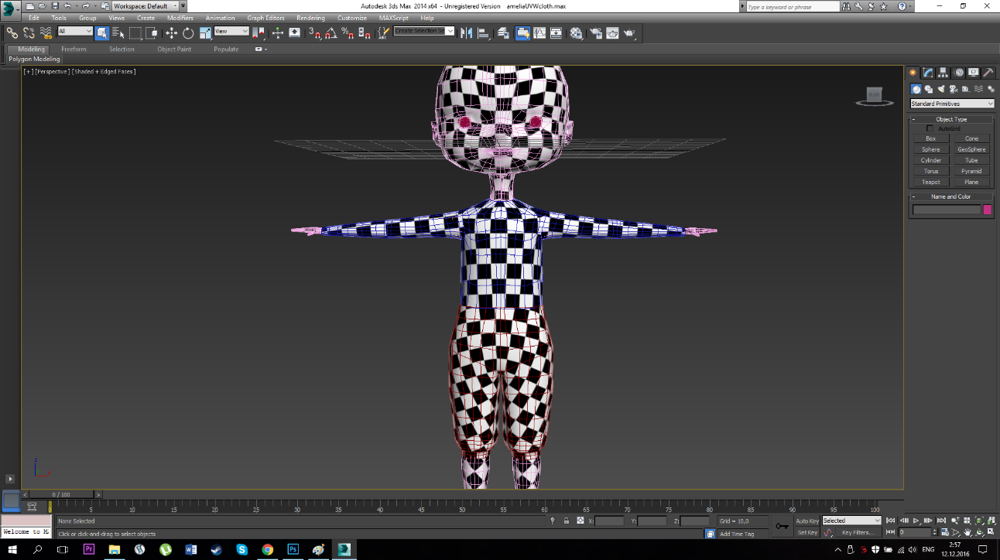 Workspace: Default
Autodesk 3ds Max 2014 x64 - Unregistered Version ameliaUVWcloth.max
Type a keyword or phrase
Edit Tools Group Views Create Modifiers Animation Graph Editors Rendering Customize MAXScript Help
All
View
3
Create Selection Se
Modeling Freeform Selection Object Paint Populate
Polygon Modeling
[+] [Perspective] [Shaded + Edged Faces]
FRONT
Standard Primitives
- Object Type
AutoGrid
Box Cone
Sphere GeoSphere
Cylinder Tube
Torus Pyramid
Teapot Plane
- Name and Color
z
x
< 0 / 100 >
0 5 10 15 20 25 30 35 40 45 50 55 60 65 70 75 80 85 90 95 100
None Selected X: Y: Z: Grid = 10,0 Auto Key Selected
Welcome to M Click or click-and-drag to select objects Add Time Tag Set Key Key Filters... 0
ENG 2:57
12.12.2016